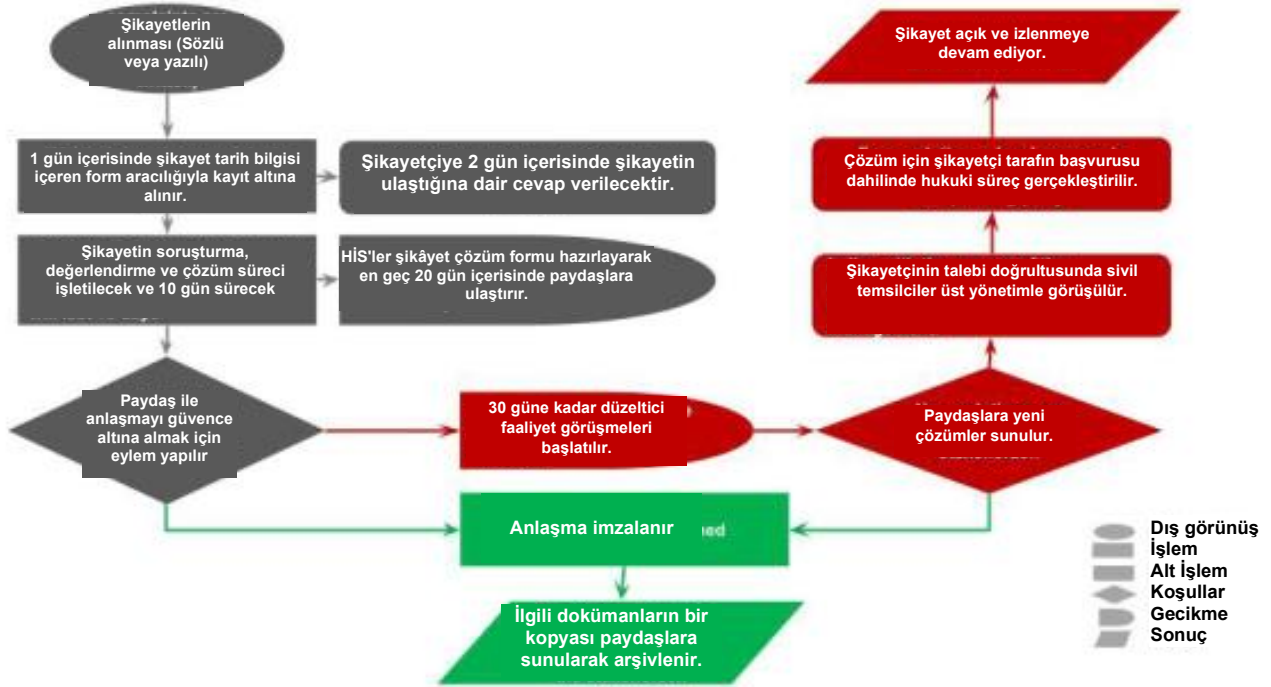 Şikayetlerin
alınması (Sözlü
veya yazılı)
1 gün içerisinde şikayet tarih bilgisi
içeren form aracılığıyla kayıt altına
alınır.
Şikayetçiye 2 gün içerisinde şikayetin
ulaştığına dair cevap verilecektir.
Şikayetin soruşturma,
değerlendirme ve çözüm süreci
işletilecek ve 10 gün sürecek
HİS'ler şikâyet çözüm formu hazırlayarak
en geç 20 gün içerisinde paydaşlara
ulaştırır.
Paydaş ile
anlaşmayı güvence
altına almak için
eylem yapılır
30 güne kadar düzeltici
faaliyet görüşmeleri
başlatılır.
Paydaşlara yeni
çözümler sunulur.
Şikayetçinin talebi doğrultusunda sivil
temsilciler üst yönetimle görüşülür.
Çözüm için şikayetçi tarafın başvurusu
dahilinde hukuki süreç gerçekleştirilir.
Şikayet açık ve izlenmeye
devam ediyor.
Anlaşma imzalanır
İlgili dokümanların bir
kopyası paydaşlara
sunularak arşivlenir.
Dış görünüş
İşlem
Alt İşlem
Koşullar
Gecikme
Sonuç